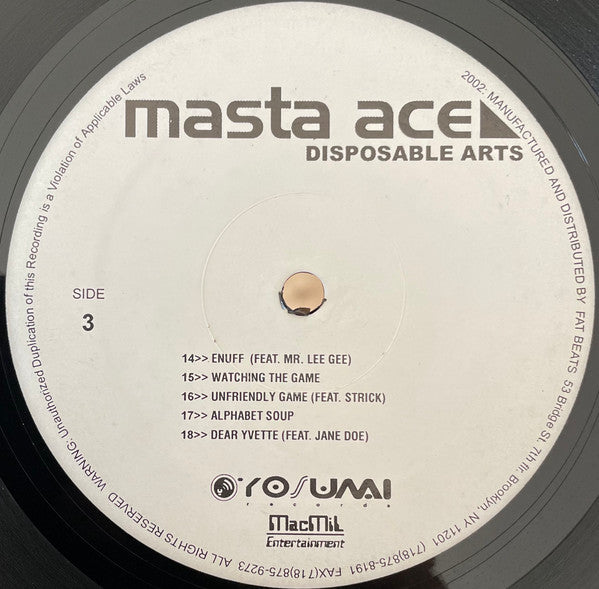 masta ace
DISPOSABLE ARTS
SIDE
3
14>> ENUFF (FEAT. MR. LEE GEE)
15>> WATCHING THE GAME
16>> UNFRIENDLY GAME (FEAT. STRICK)
17>> ALPHABET SOUP
18>> DEAR YVETTE (FEAT. JANE DOE)
YOSUMI
records
MacMil
Entertainment
2002: MANUFACTURED AND DISTRIBUTED BY FAT BEATS 53 Bridge St. 7th flr. Brooklyn, NY 11201 (718)875-8191 FAX(718)875-9273 ALL RIGHTS RESERVED WARNING: Unauthorized Duplication of this Recording is a Violation of Applicable Laws